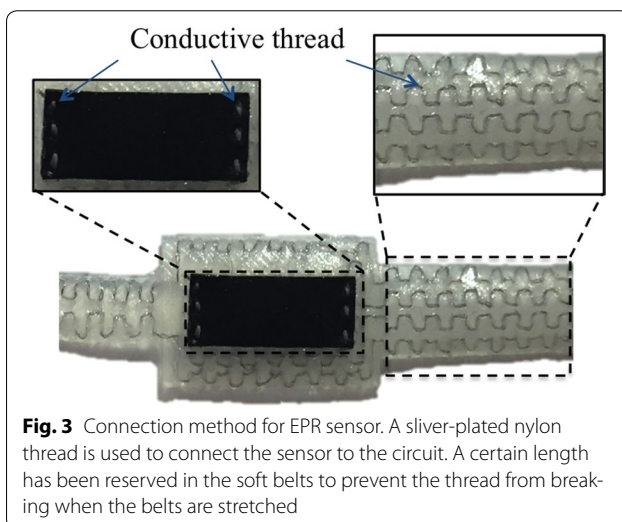 Conductive thread
Fig. 3 Connection method for EPR sensor. A sliver-plated nylon
thread is used to connect the sensor to the circuit. A certain length
has been reserved in the soft belts to prevent the thread from break-
ing when the belts are stretched